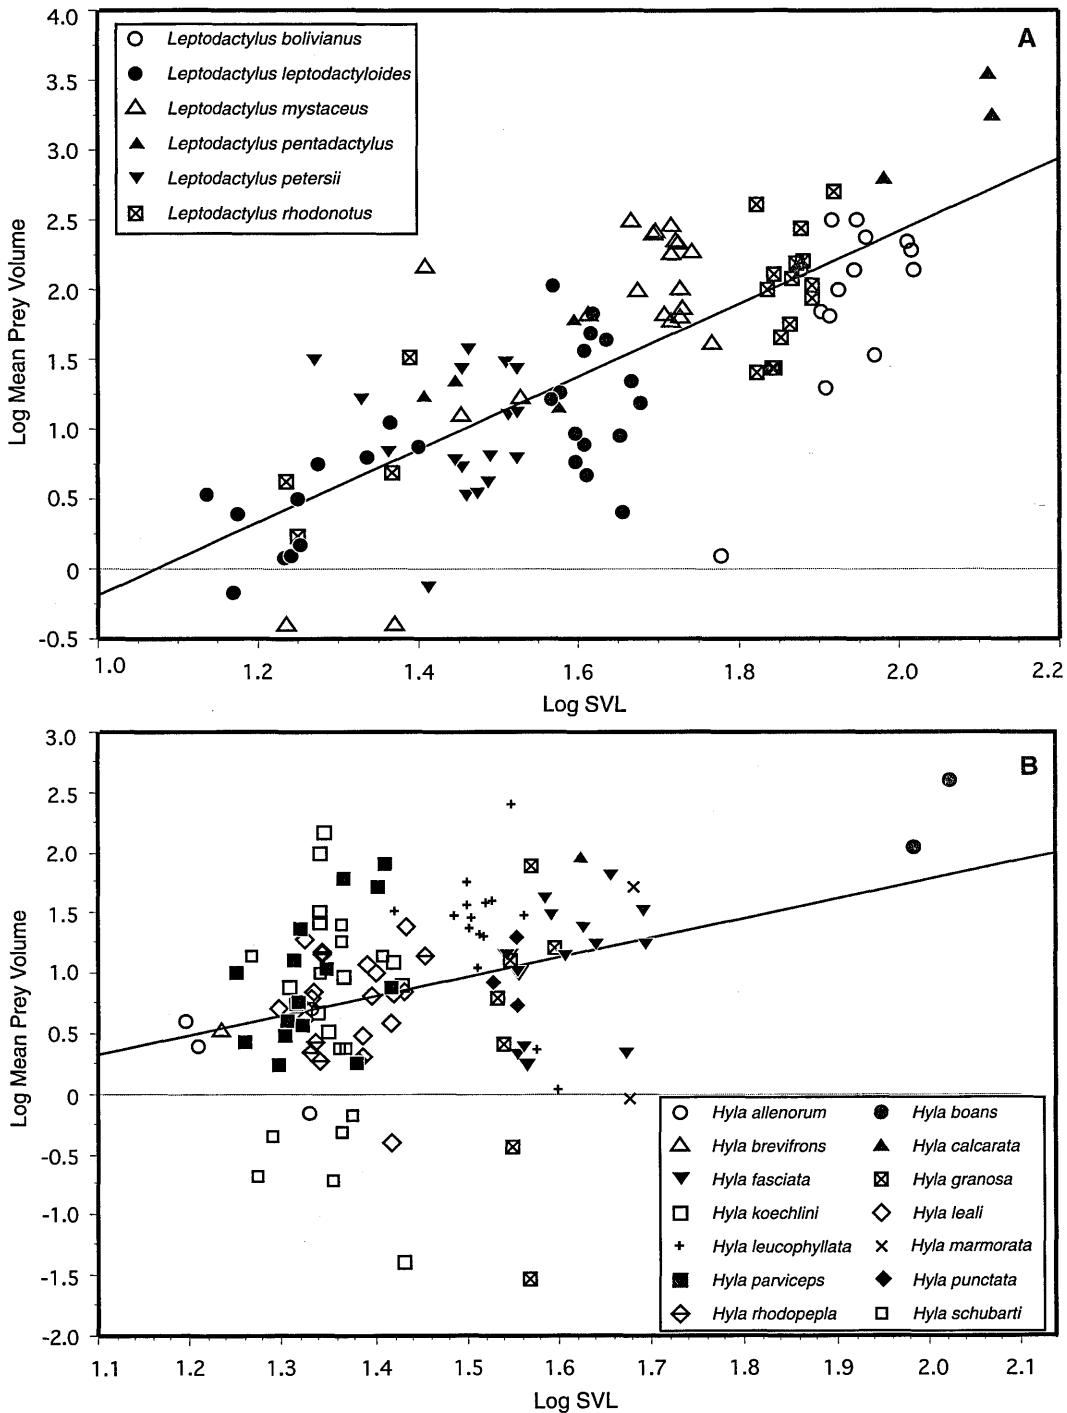 4.0
3.5
3.0
2.5
2.0
1.5
1.0
0.5
0
-0.5
Log Mean Prey Volume
Leptodactylus bolivianus
Leptodactylus leptodactyloides
Leptodactylus mystaceus
Leptodactylus pentadactylus
Leptodactylus petersii
Leptodactylus rhodonotus
A
1.0 1.2 1.4 1.6 1.8 2.0 2.2
Log SVL
3.0
2.5
2.0
1.5
1.0
0.5
0
-0.5
-1.0
-1.5
-2.0
Log Mean Prey Volume
B
Hyla allenorum Hyla boans
Hyla brevifrons Hyla calcarata
Hyla fasciata Hyla granosa
Hyla koechlini Hyla leali
Hyla leucophyllata Hyla marmorata
Hyla parviceps Hyla punctata
Hyla rhodopepla Hyla schubarti
1.1 1.2 1.3 1.4 1.5 1.6 1.7 1.8 1.9 2.0 2.1
Log SVL